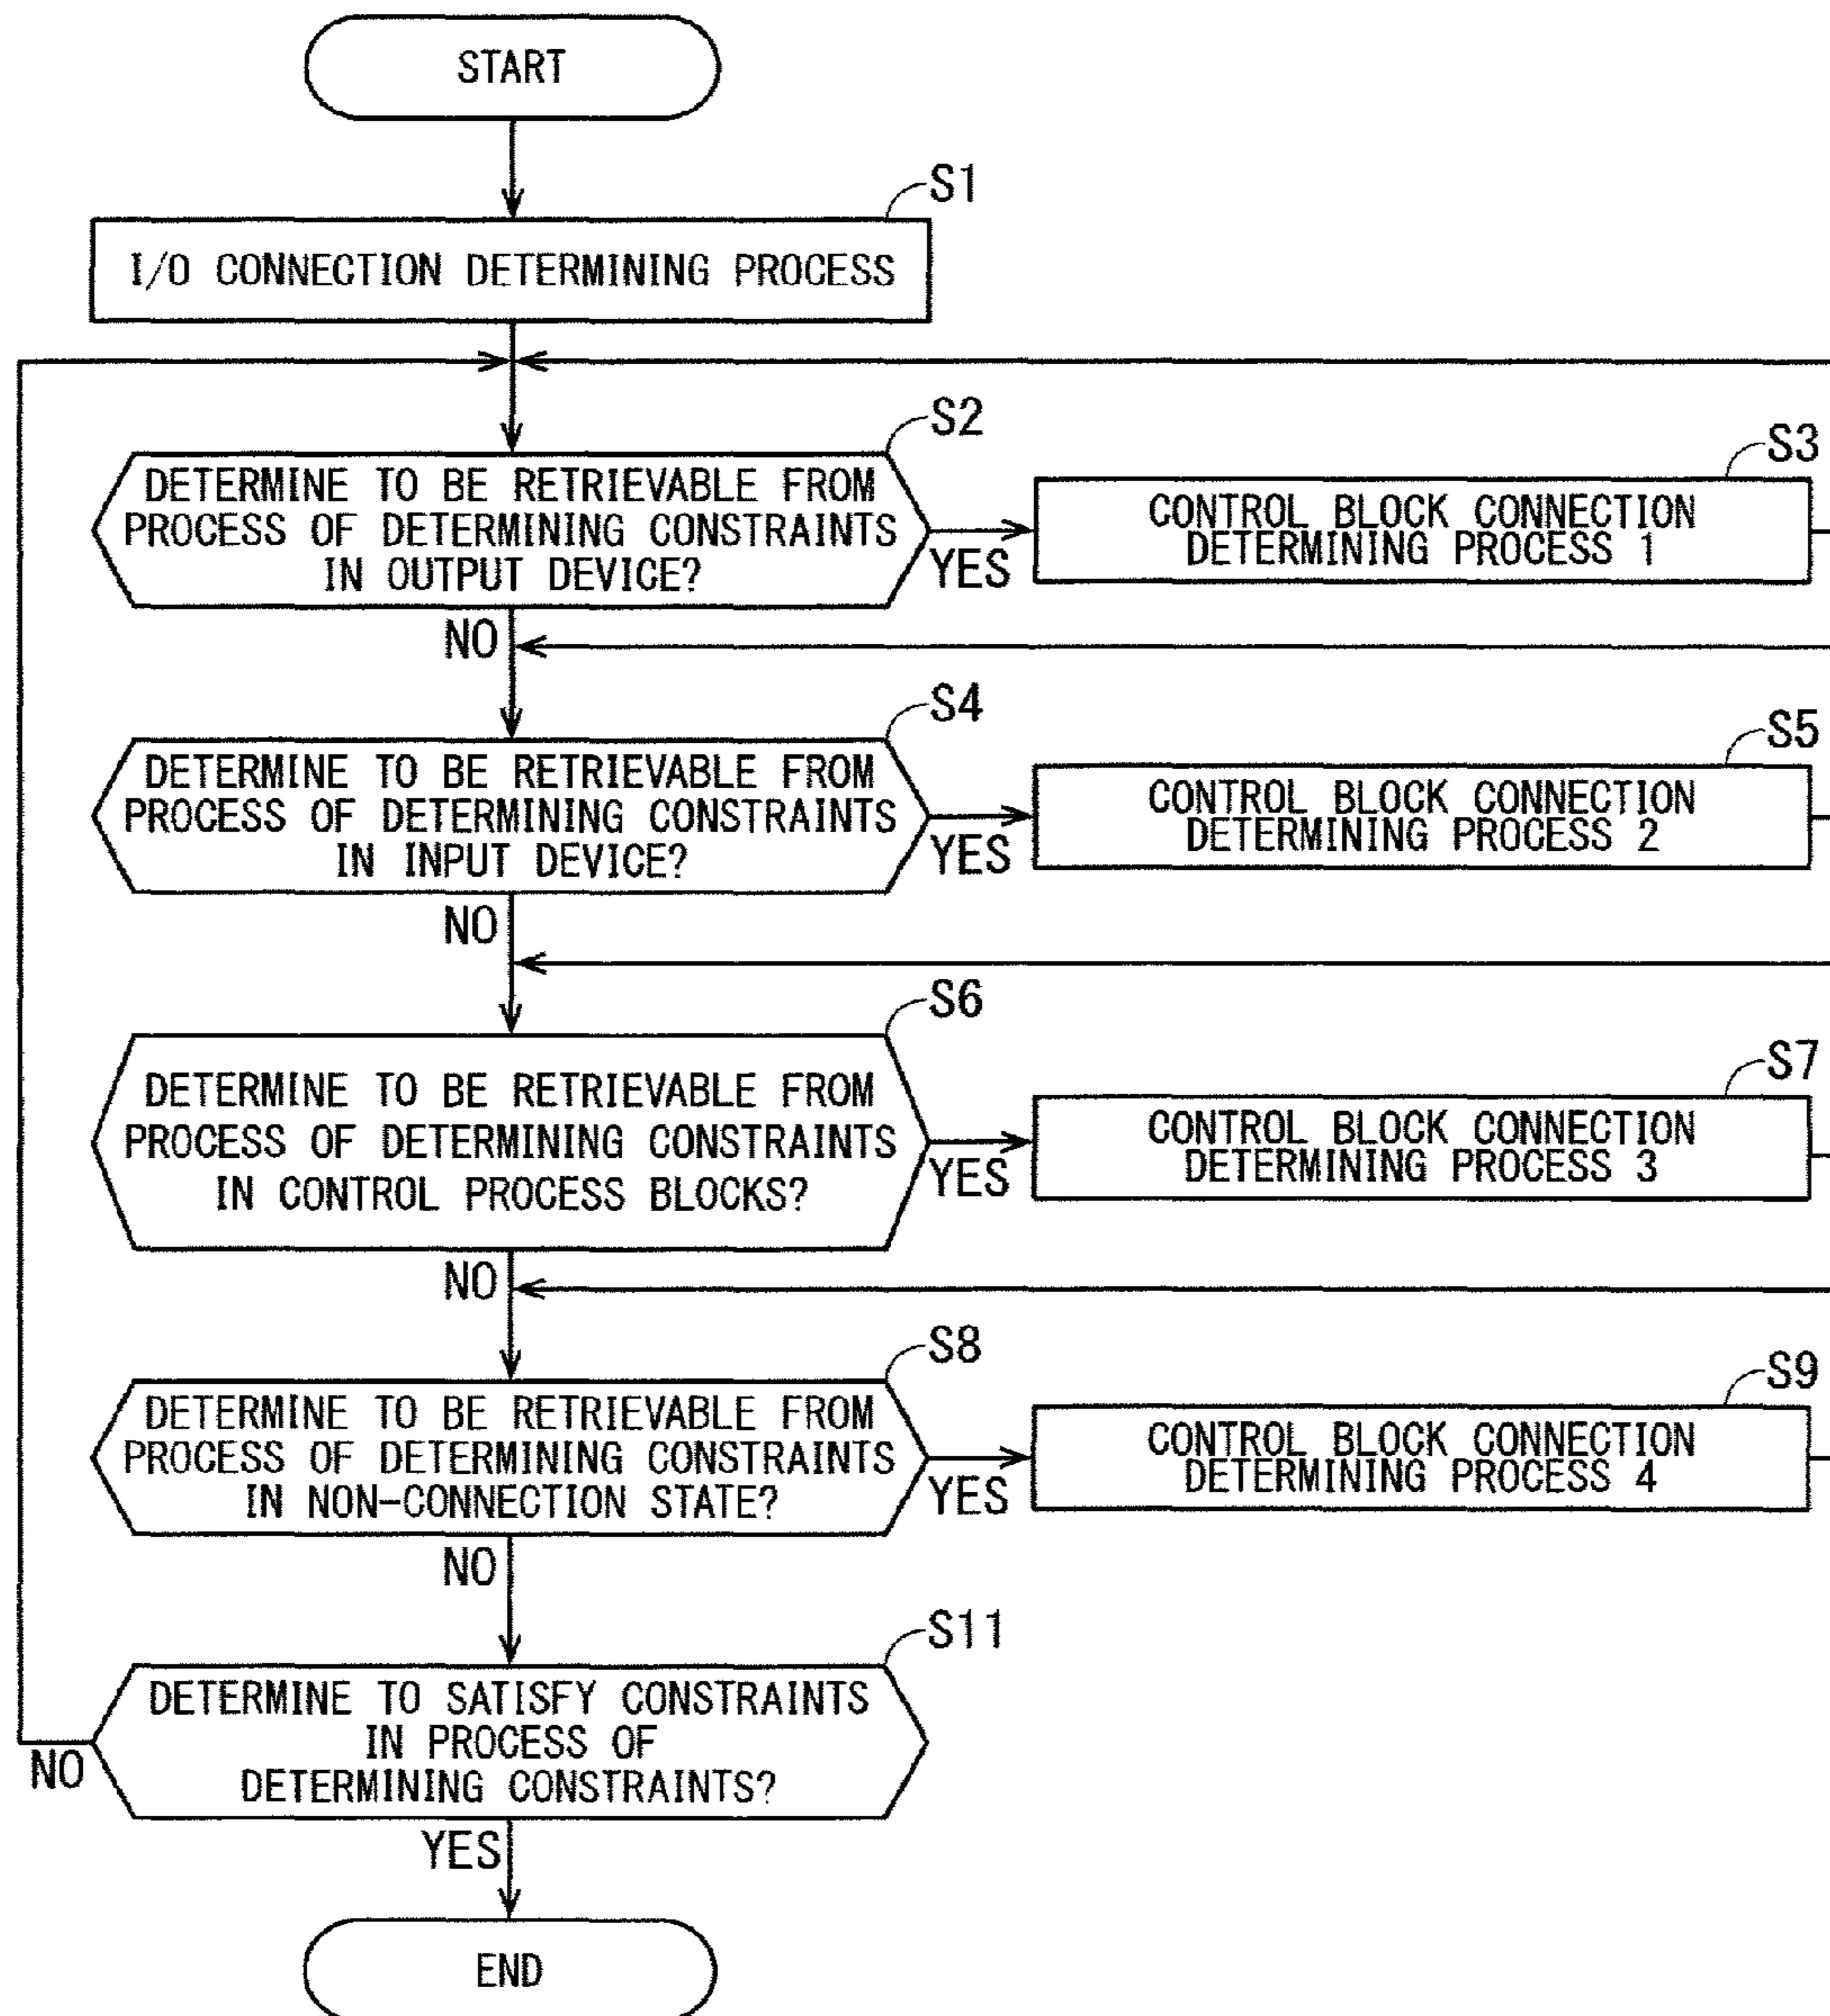 START
S1
I/O CONNECTION DETERMINING PROCESS
S2
DETERMINE TO BE RETRIEVABLE FROM
PROCESS OF DETERMINING CONSTRAINTS
IN OUTPUT DEVICE?
YES
NO
S3
CONTROL BLOCK CONNECTION
DETERMINING PROCESS 1
S4
DETERMINE TO BE RETRIEVABLE FROM
PROCESS OF DETERMINING CONSTRAINTS
IN INPUT DEVICE?
YES
NO
S5
CONTROL BLOCK CONNECTION
DETERMINING PROCESS 2
S6
DETERMINE TO BE RETRIEVABLE FROM
PROCESS OF DETERMINING CONSTRAINTS
IN CONTROL PROCESS BLOCKS?
YES
NO
S7
CONTROL BLOCK CONNECTION
DETERMINING PROCESS 3
S8
DETERMINE TO BE RETRIEVABLE FROM
PROCESS OF DETERMINING CONSTRAINTS
IN NON-CONNECTION STATE?
YES
NO
S9
CONTROL BLOCK CONNECTION
DETERMINING PROCESS 4
S11
DETERMINE TO SATISFY CONSTRAINTS
IN PROCESS OF
DETERMINING CONSTRAINTS?
NO
YES
END